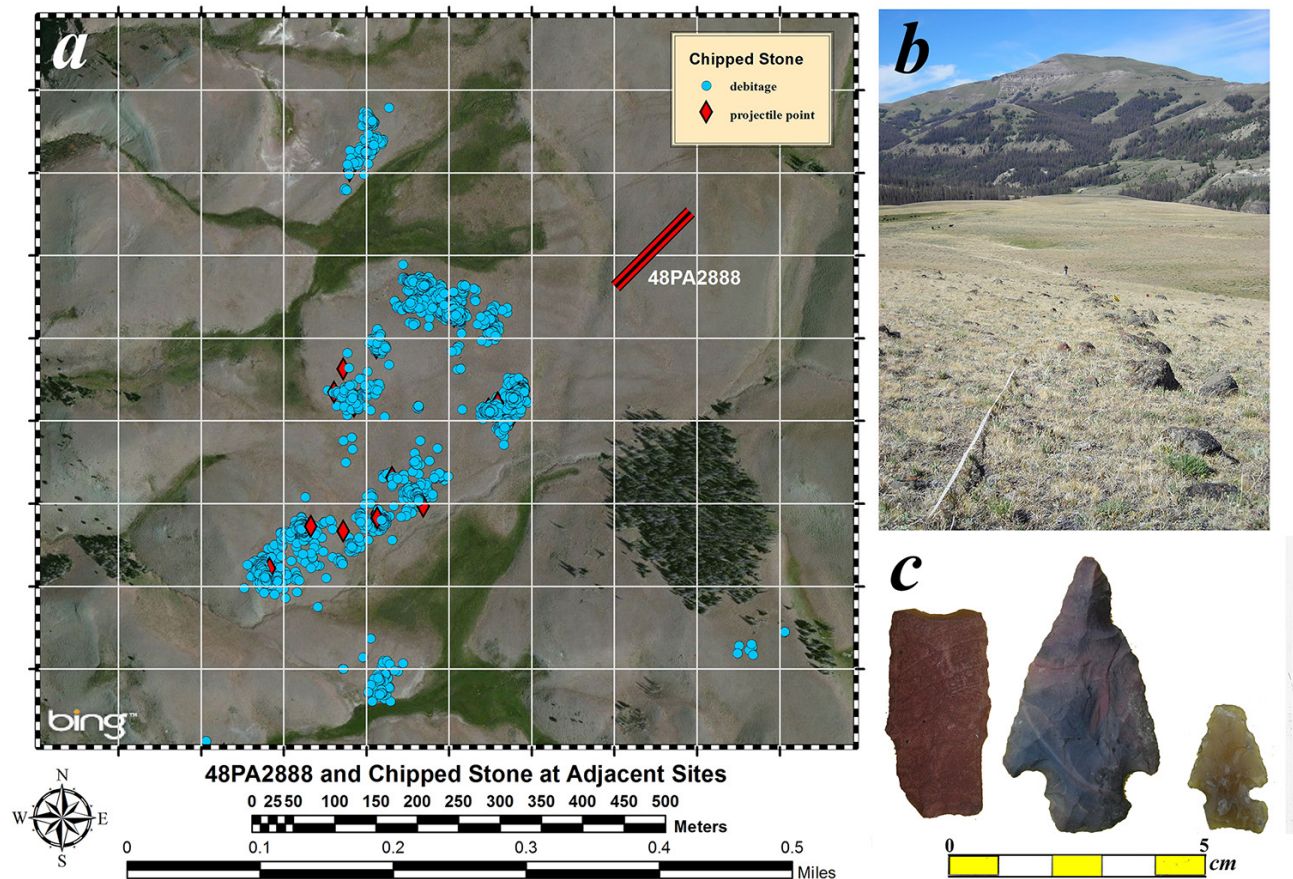 a
Chipped Stone
debitage
projectile point
48PA2888
bing™
48PA2888 and Chipped Stone at Adjacent Sites
0 25 50 100 150 200 250 300 350 400 450 500
Meters
0 0.1 0.2 0.3 0.4 0.5
Miles
N
W E
S
b
c
0 5
cm